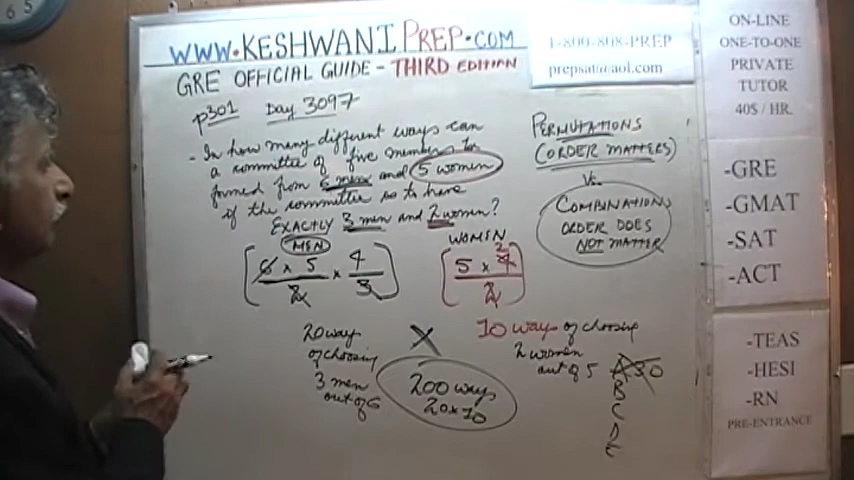 65
WWW.KESHWANIPREP.COM
GRE OFFICIAL GUIDE - THIRD EDITION
p301 Day 3097
- In how many different ways can
a committee of five members be
formed from 6 men and 5 women
if the committee is to have
EXACTLY 3 men and 2 women?
MEN
6 x 5 x 4
2 3
WOMEN
2
5 x 4
2
20 ways
of choosing
3 men
out of 6
X
10 ways of choosing
2 women
out of 5
200 ways
20 x 10
A
B
C
D
E
PERMUTATIONS
(ORDER MATTERS)
Vs.
COMBINATIONS
ORDER DOES
NOT MATTER
1-800-808-PREP
prepsat@aol.com
ON-LINE
ONE-TO-ONE
PRIVATE
TUTOR
40$ / HR.
-GRE
-GMAT
-SAT
-ACT
-TEAS
-HESI
-RN
PRE-ENTRANCE